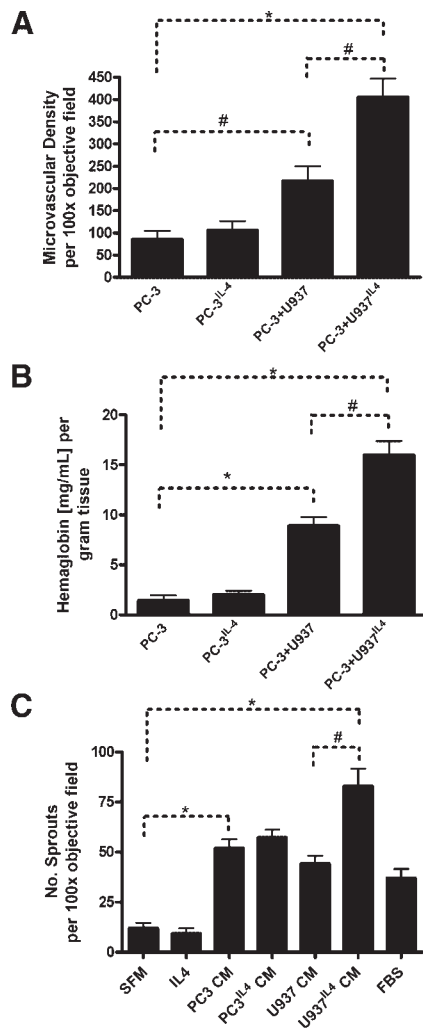 A
*
#
#
Microvascular Density
per 100x objective field
450
400
350
300
250
200
150
100
50
0
PC-3
PC-3IL-4
PC-3+U937
PC-3+U937IL4
B
*
#
*
Hemaglobin [mg/mL] per
gram tissue
20
15
10
5
0
PC-3
PC-3IL-4
PC-3+U937
PC-3+U937IL4
C
*
#
*
No. Sprouts
per 100x objective field
100
75
50
25
0
SFM
IL4
PC3 CM
PC3IL4 CM
U937 CM
U937IL4 CM
FBS